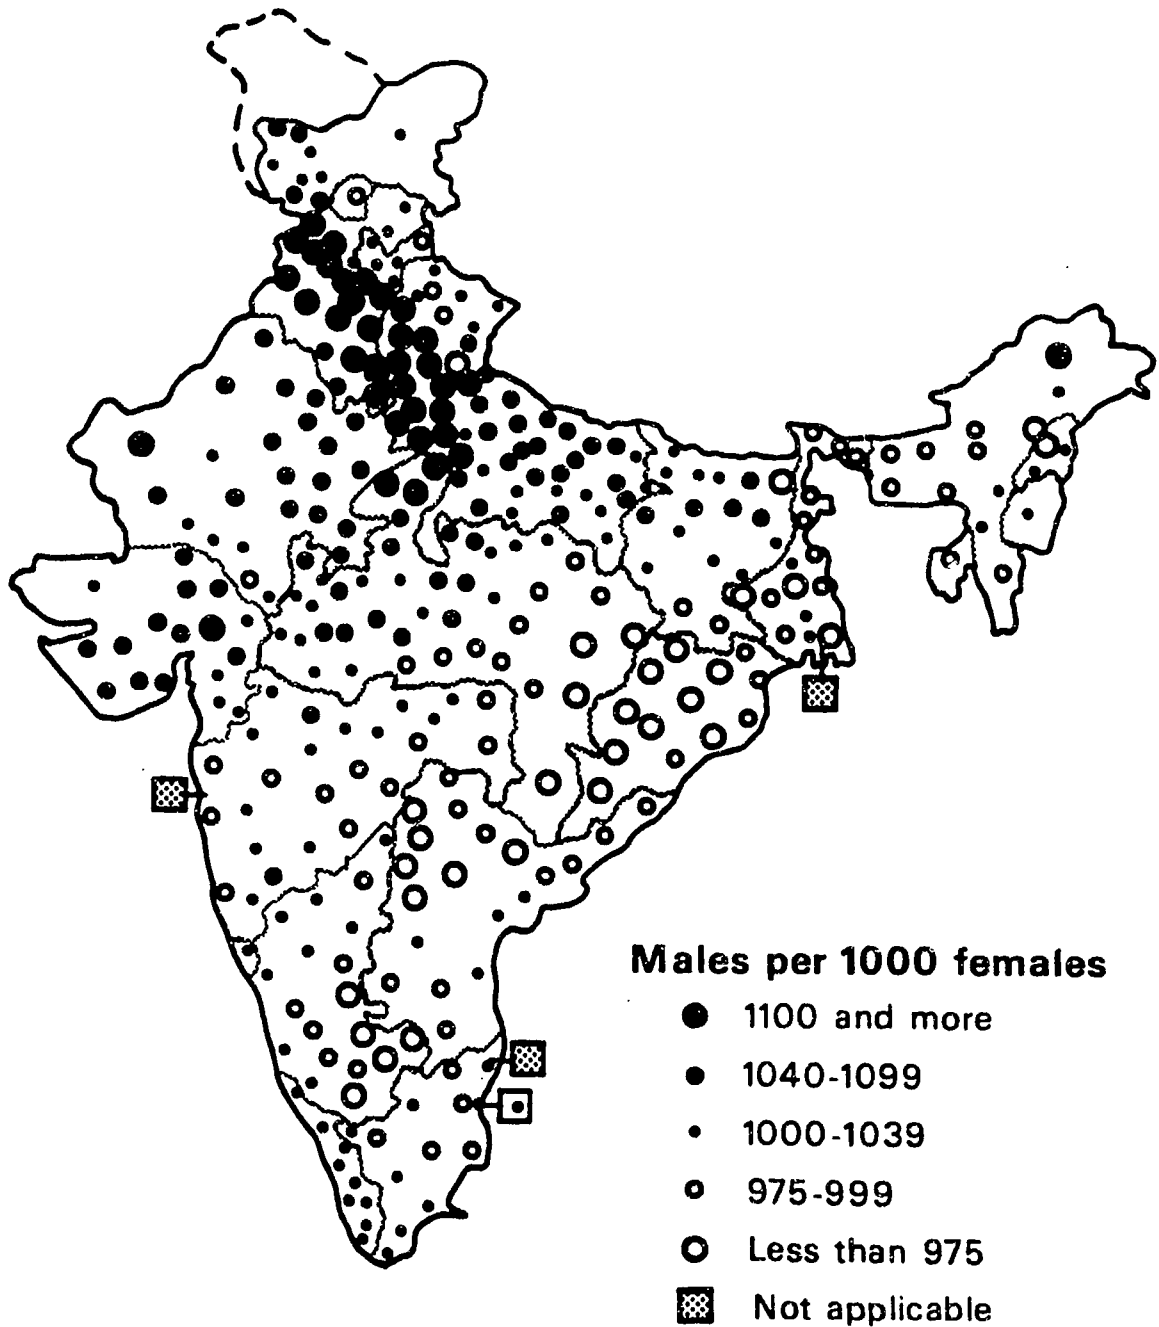 Males per 1000 females
1100 and more
1040-1099
1000-1039
975-999
Less than 975
Not applicable